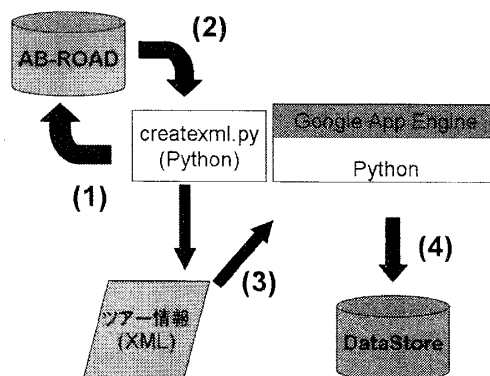 (2)
AB-ROAD
createxml.py
(Python)
Google App Engine
Python
(1)
(3)
(4)
ツアー情報
(XML)
DataStore